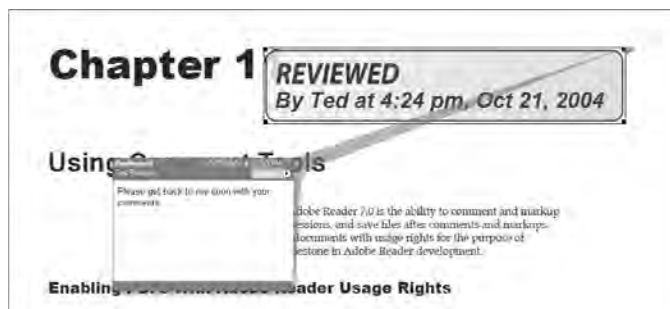 Chapter 1
REVIEWED
By Ted at 4:24 pm, Oct 21, 2004
Using Tools
Please get back to me soon with your
comments.
Adobe Reader 7.0 is the ability to comment and markup
sessions, and save files after comments and markups.
documents with usage rights for the purpose of
in Adobe Reader development.
Enabling Reader Usage Rights